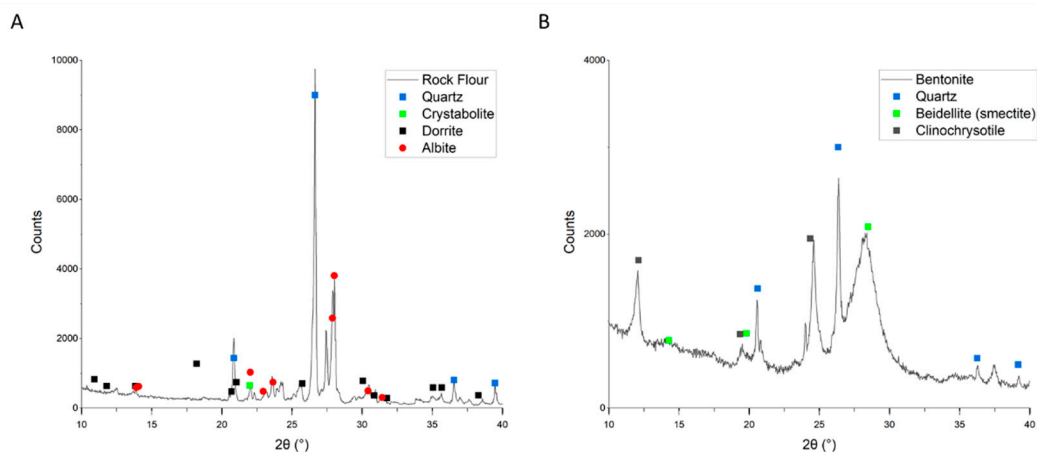 A
B
10000
8000
6000
4000
2000
0
Counts
10 15 20 25 30 35 40
2θ (°)
Rock Flour
Quartz
Crystabolite
Dorrite
Albite
4000
2000
0
Counts
10 15 20 25 30 35 40
2θ (°)
Bentonite
Quartz
Beidellite (smectite)
Clinochrysotile